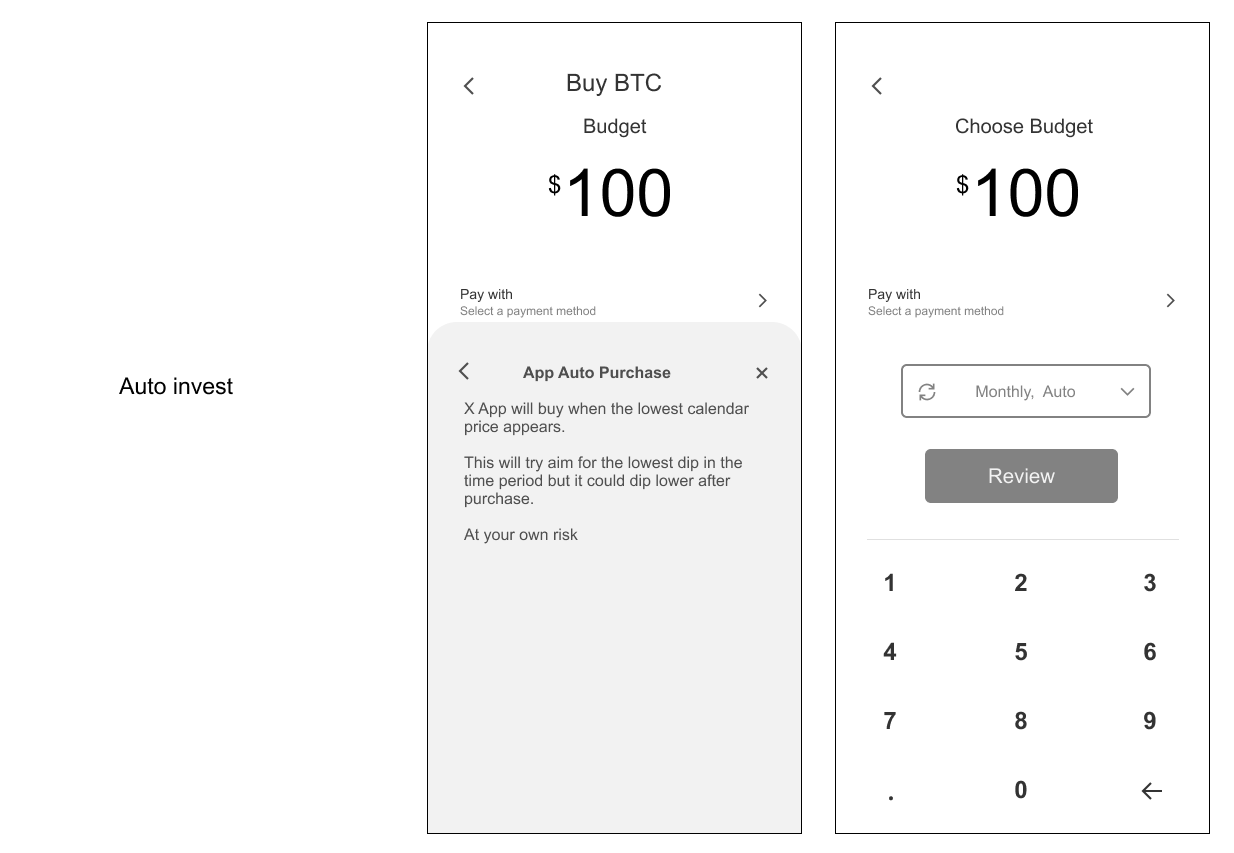 Auto invest
Buy BTC
Budget
$100
Pay with
Select a payment method
App Auto Purchase
X App will buy when the lowest calendar
price appears.
This will try aim for the lowest dip in the
time period but it could dip lower after
purchase.
At your own risk
Choose Budget
$100
Pay with
Select a payment method
Monthly, Auto
Review
1 2 3
4 5 6
7 8 9
. 0